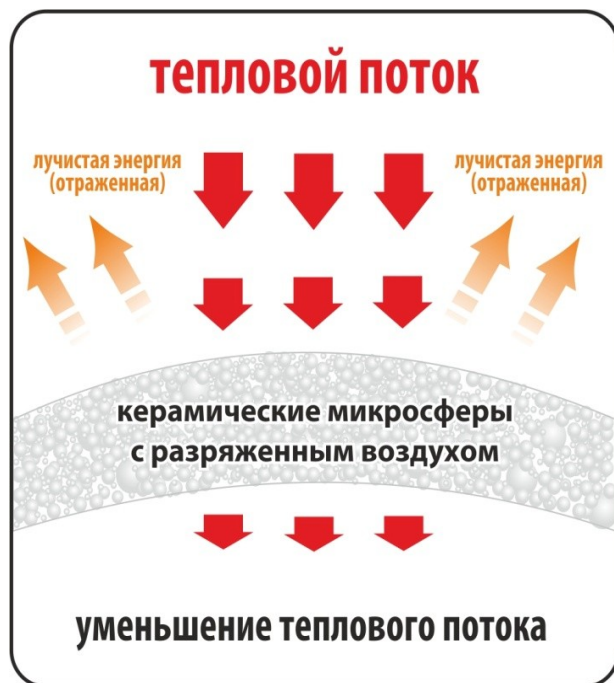 тепловой поток
лучистая энергия
(отраженная)
лучистая энергия
(отраженная)
керамические микросферы
с разряженным воздухом
уменьшение теплового потока